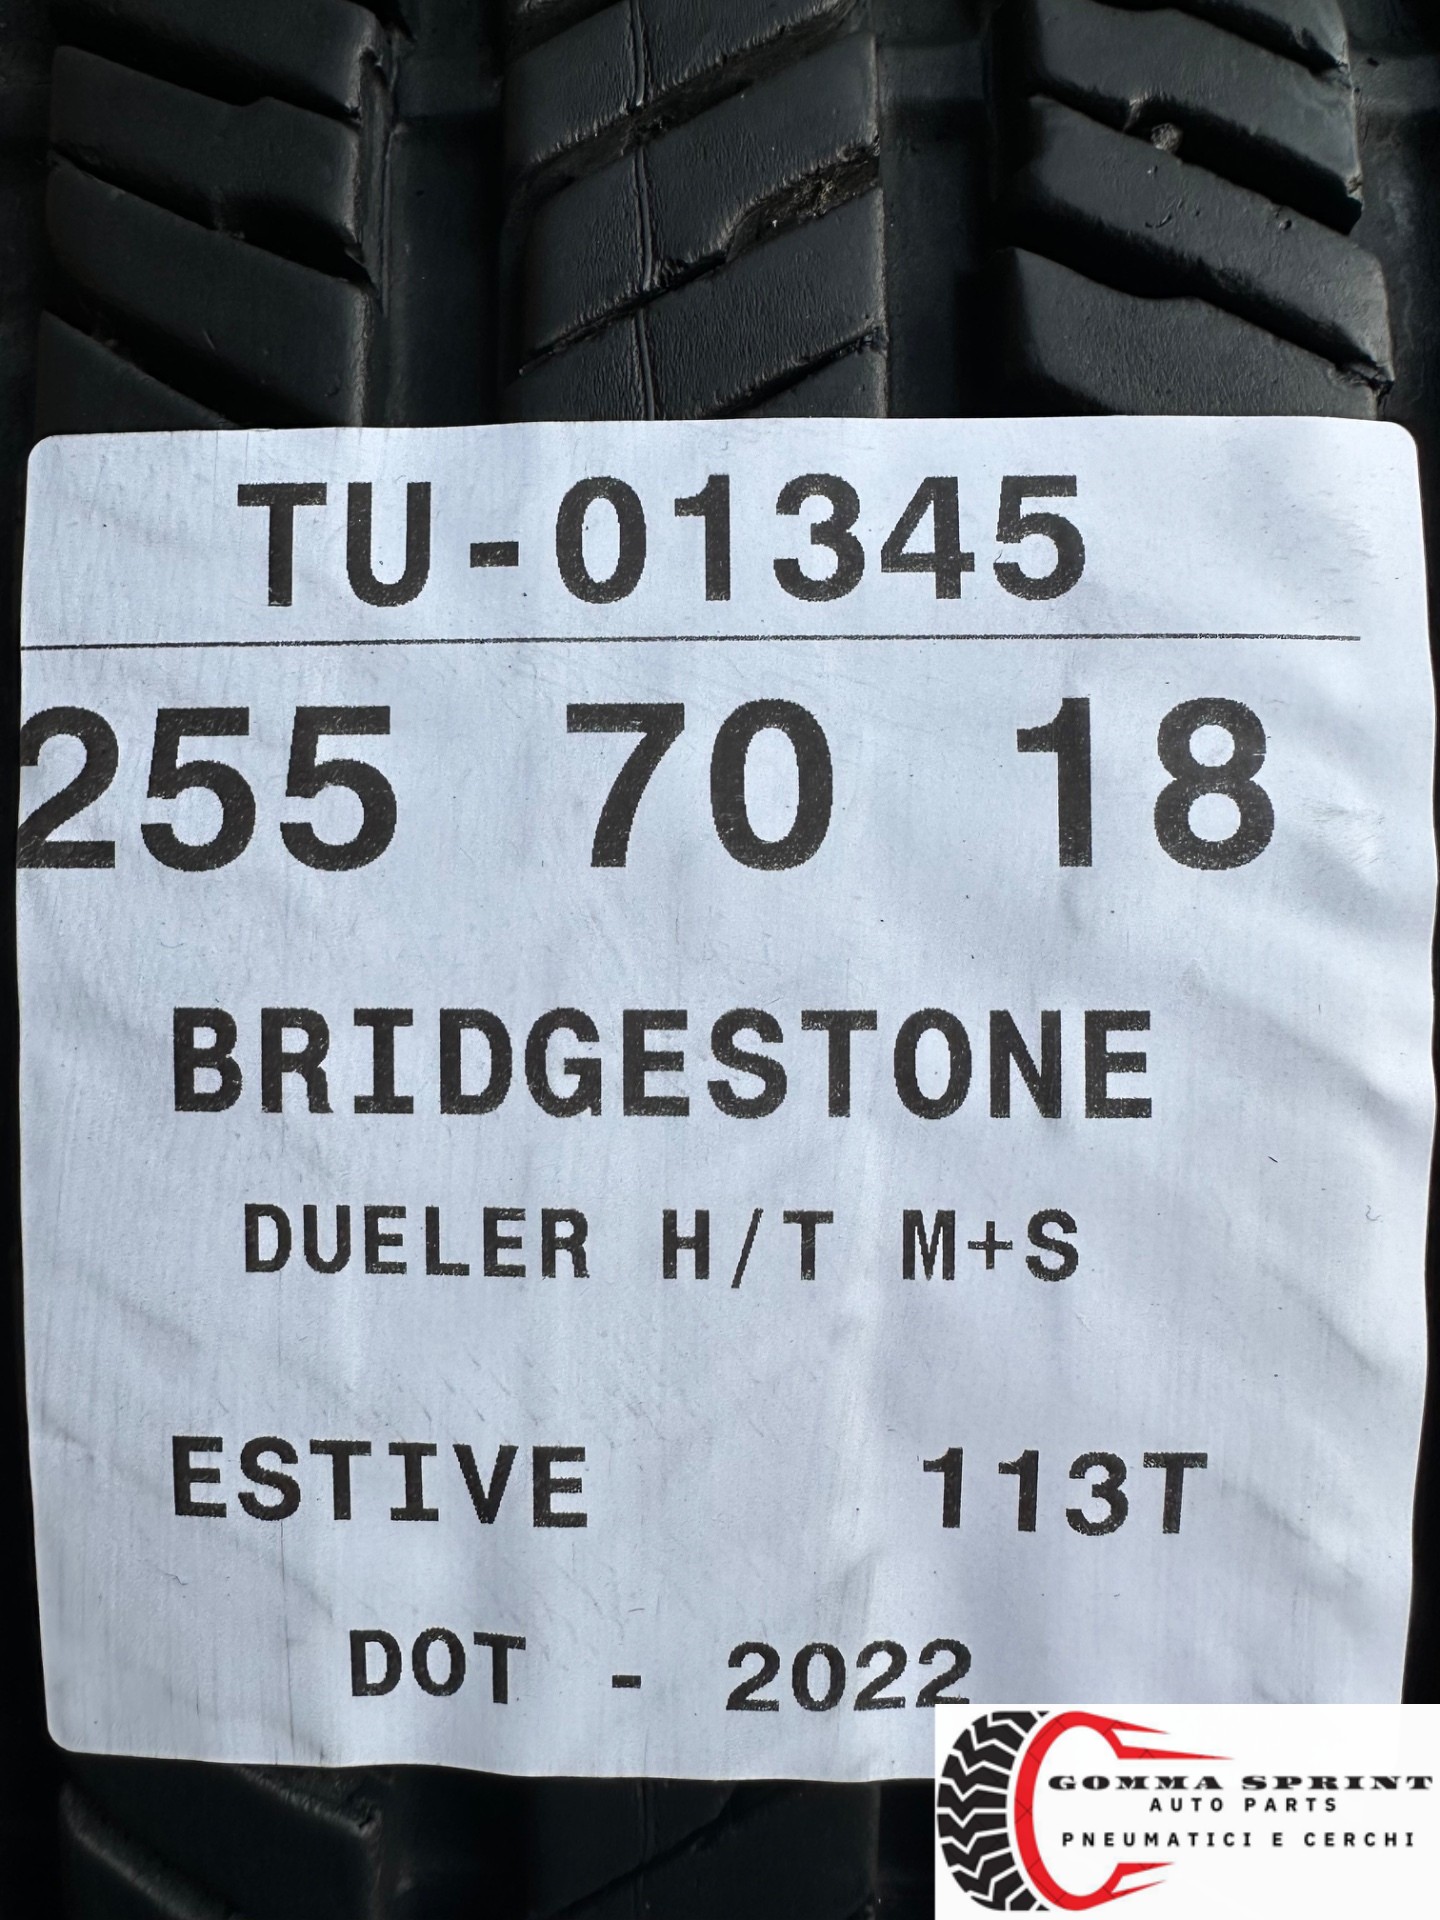 TU-01345
255 70 18
BRIDGESTONE
DUELER H/T M+S
ESTIVE 113T
DOT - 2022
GOMMA SPRINT
AUTO PARTS
PNEUMATICI E CERCHI